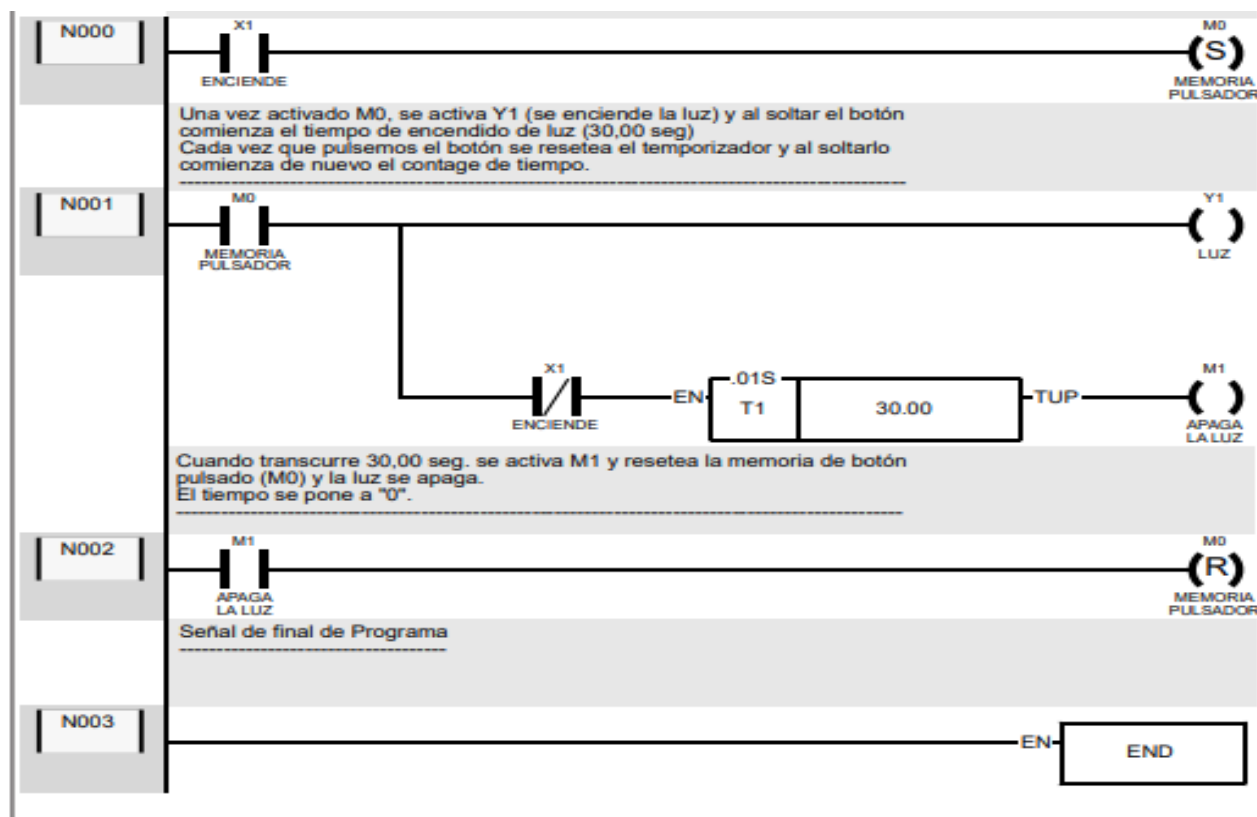 N000
X1
ENCIENDE
M0
(S)
MEMORIA
PULSADOR
Una vez activado M0, se activa Y1 (se enciende la luz) y al soltar el botón
comienza el tiempo de encendido de luz (30,00 seg)
Cada vez que pulsemos el botón se resetea el temporizador y al soltarlo
comienza de nuevo el contage de tiempo.
N001
M0
MEMORIA
PULSADOR
Y1
LUZ
X1
ENCIENDE
EN
.01S
T1
30.00
TUP
M1
APAGA
LA LUZ
Cuando transcurre 30,00 seg. se activa M1 y resetea la memoria de botón
pulsado (M0) y la luz se apaga.
El tiempo se pone a "0".
N002
M1
APAGA
LA LUZ
M0
(R)
MEMORIA
PULSADOR
Señal de final de Programa
N003
EN
END